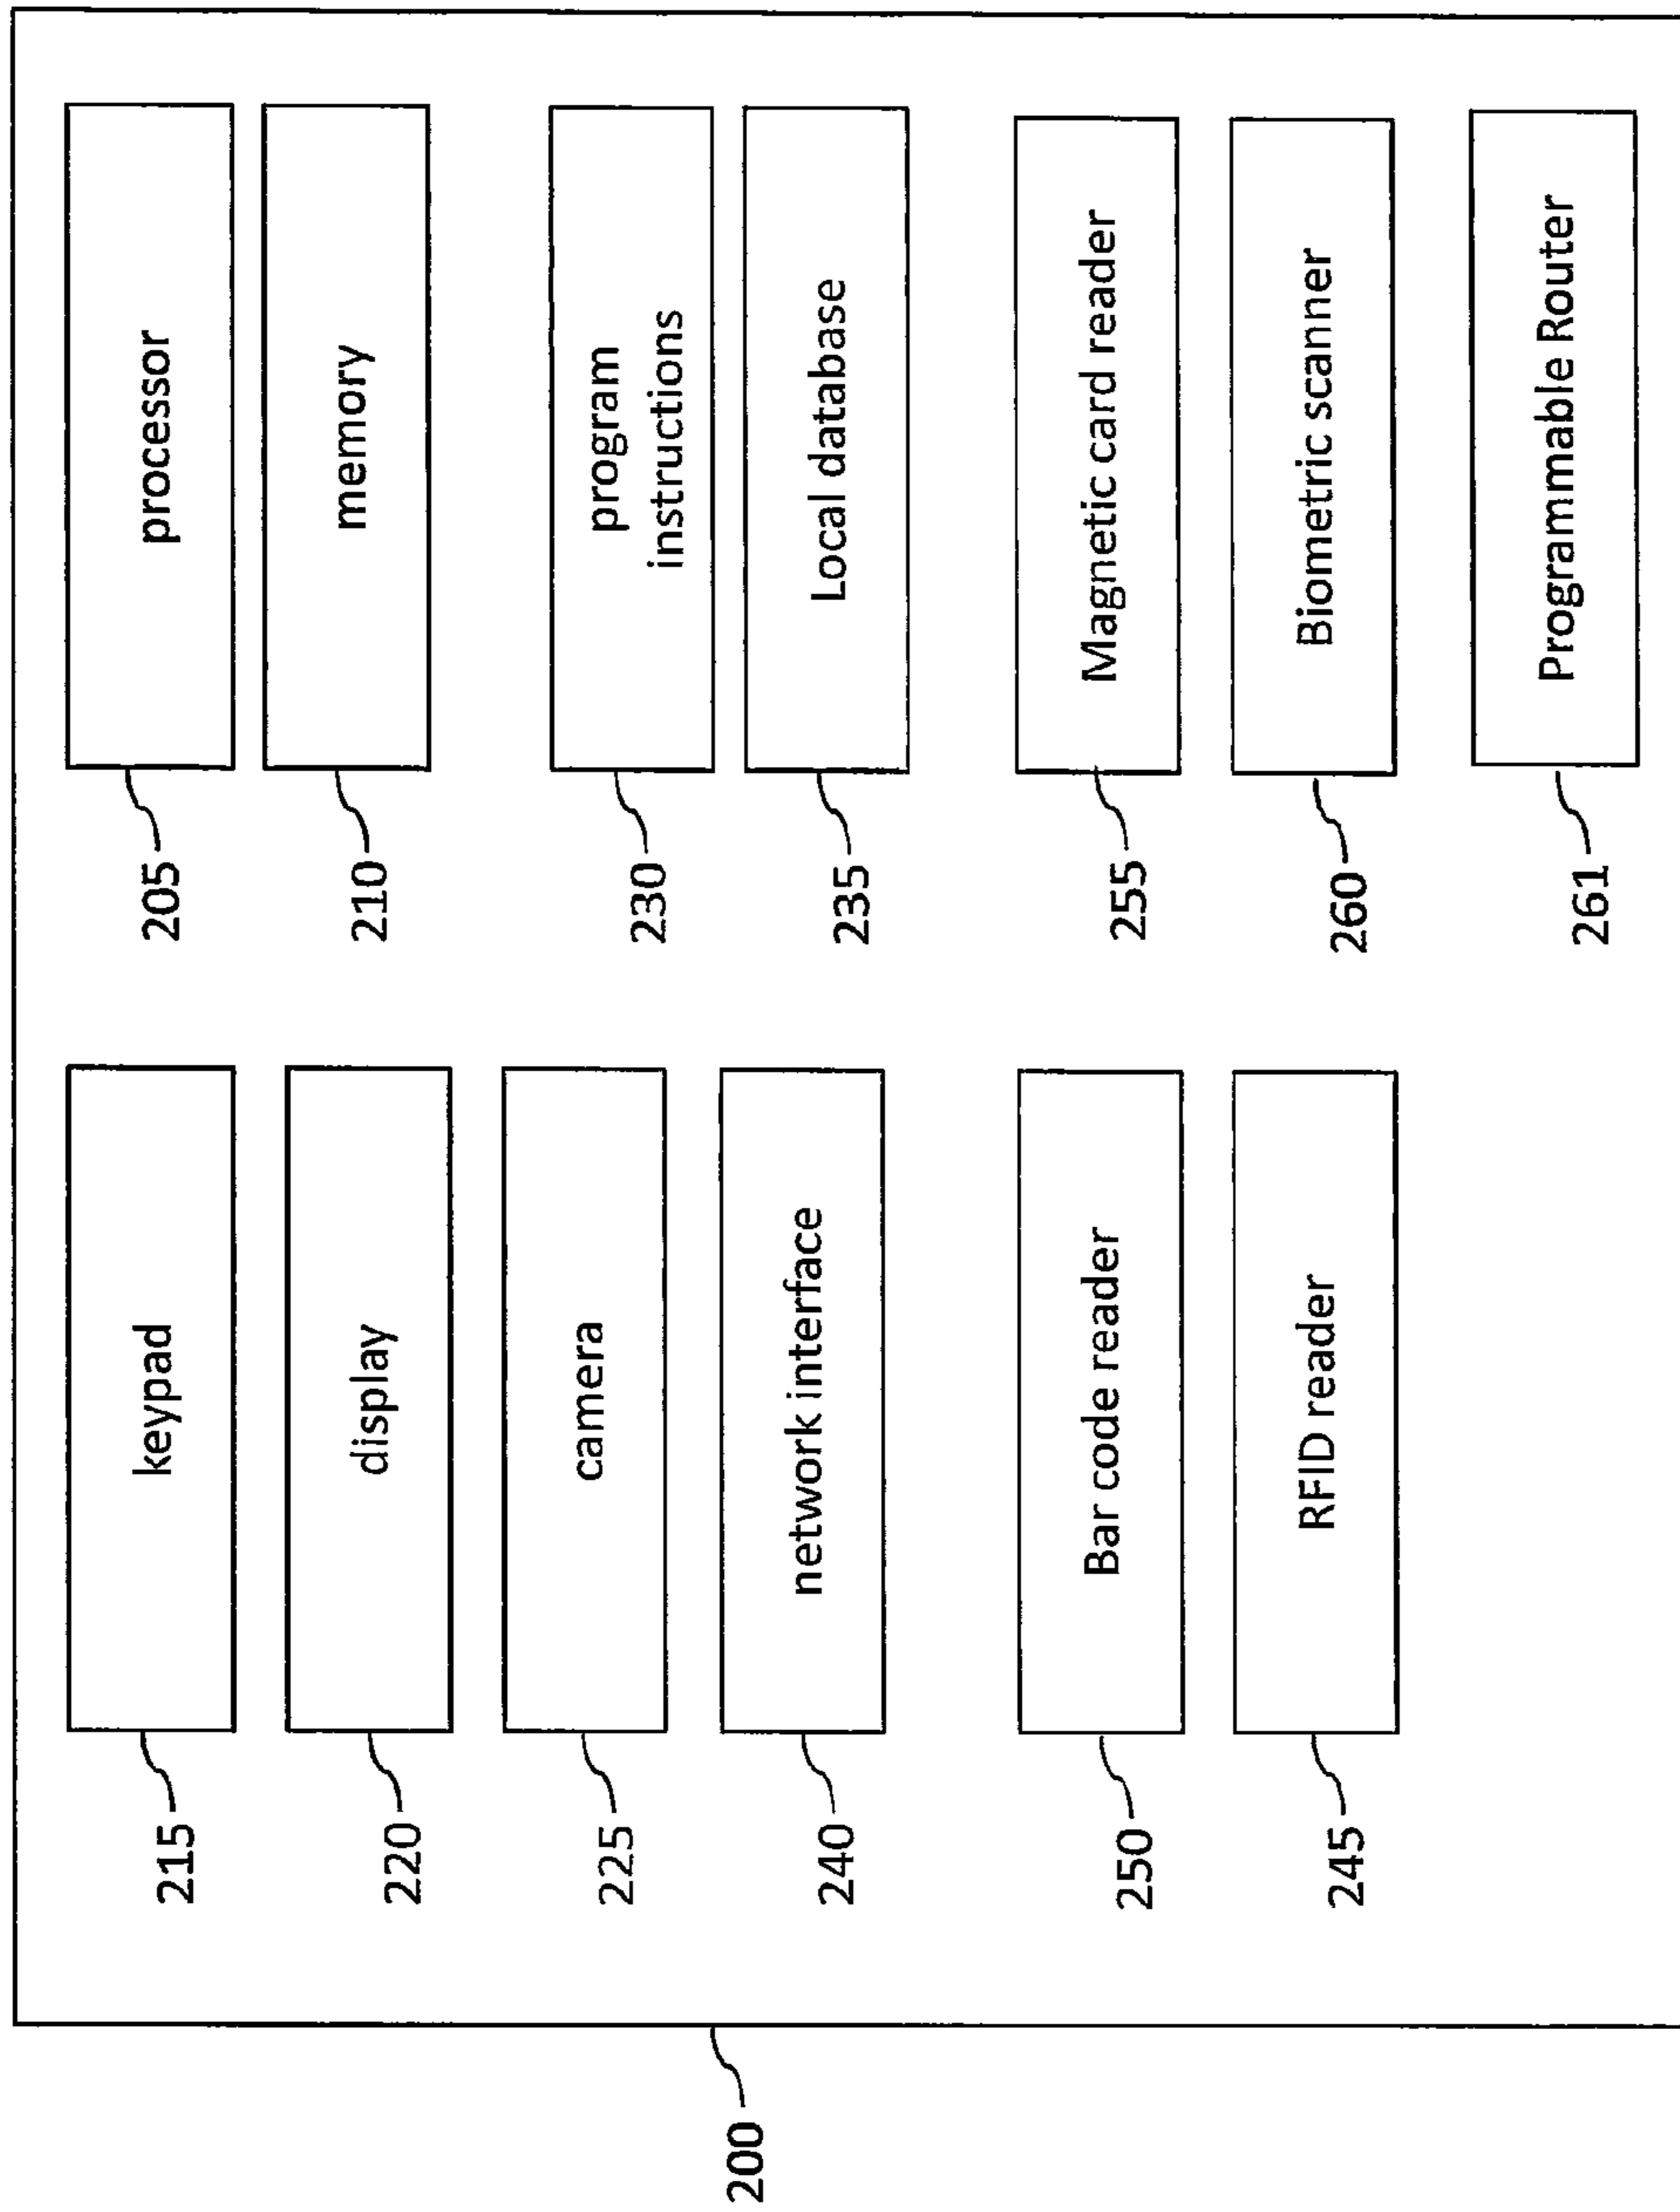 200
215
keypad
220
display
225
camera
240
network interface
250
Bar code reader
245
RFID reader
205
processor
210
memory
230
program
instructions
235
Local database
255
Magnetic card reader
260
Biometric scanner
261
Programmable Router